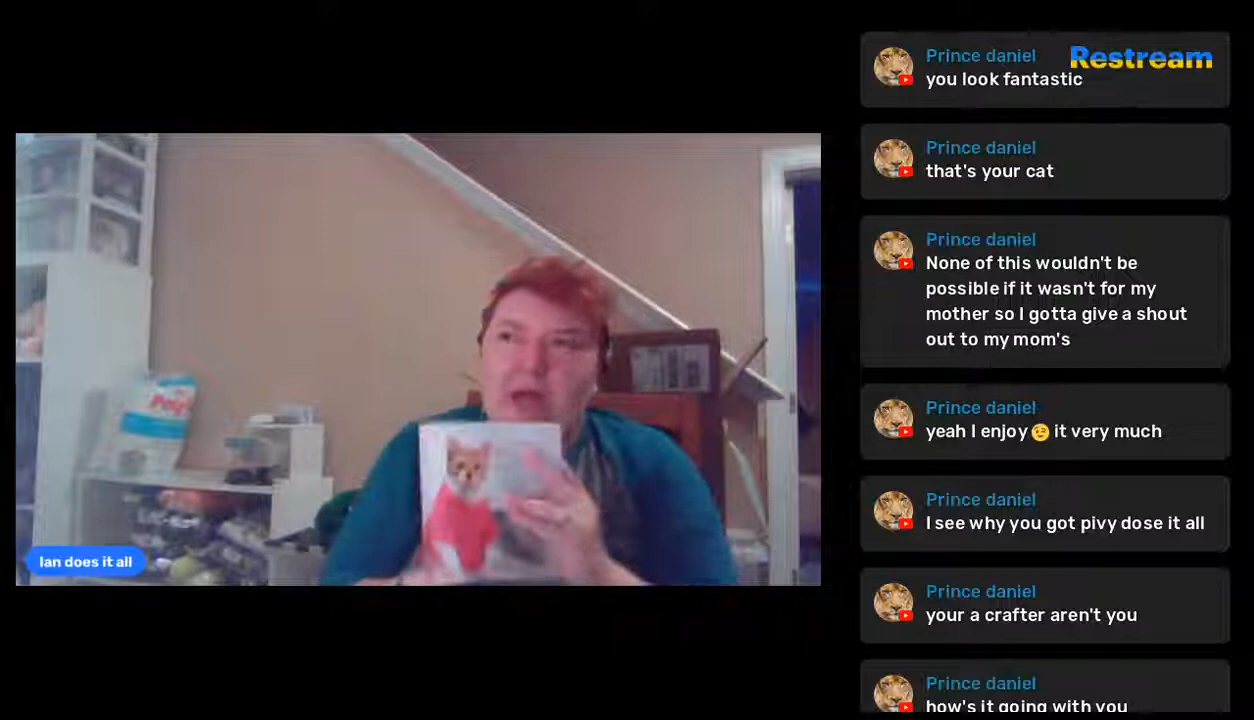 Prince daniel
Restream
you look fantastic
Prince daniel
that's your cat
Prince daniel
None of this wouldn't be
possible if it wasn't for my
mother so I gotta give a shout
out to my mom's
Prince daniel
yeah I enjoy 😉 it very much
Prince daniel
I see why you got pivy dose it all
Prince daniel
your a crafter aren't you
Prince daniel
how's it going with you
Ian does it all